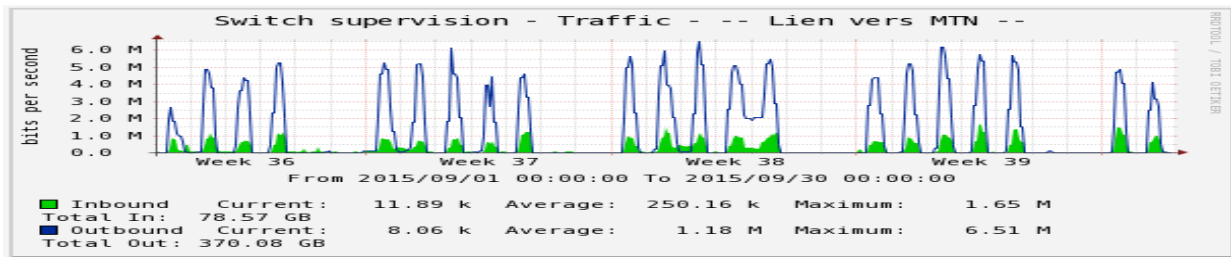 Switch supervision - Traffic - -- Lien vers MTN --
RRDTOOL / TOBI OETIKER
bits per second
6.0 M
5.0 M
4.0 M
3.0 M
2.0 M
1.0 M
0.0
Week 36 Week 37 Week 38 Week 39
From 2015/09/01 00:00:00 To 2015/09/30 00:00:00
Inbound Current: 11.89 k Average: 250.16 k Maximum: 1.65 M
Total In: 78.57 GB
Outbound Current: 8.06 k Average: 1.18 M Maximum: 6.51 M
Total Out: 370.08 GB